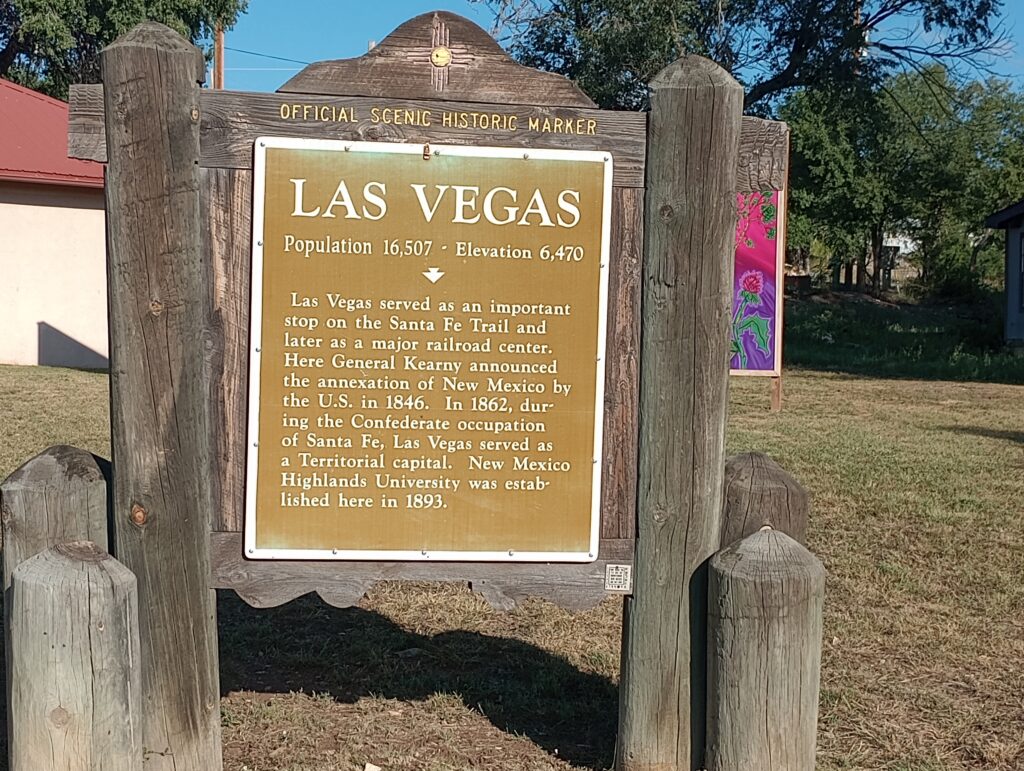 OFFICIAL SCENIC HISTORIC MARKER
LAS VEGAS
Population 16,507 - Elevation 6,470
Las Vegas served as an important
stop on the Santa Fe Trail and
later as a major railroad center.
Here General Kearny announced
the annexation of New Mexico by
the U.S. in 1846. In 1862, dur-
ing the Confederate occupation
of Santa Fe, Las Vegas served as
a Territorial capital. New Mexico
Highlands University was estab-
lished here in 1893.